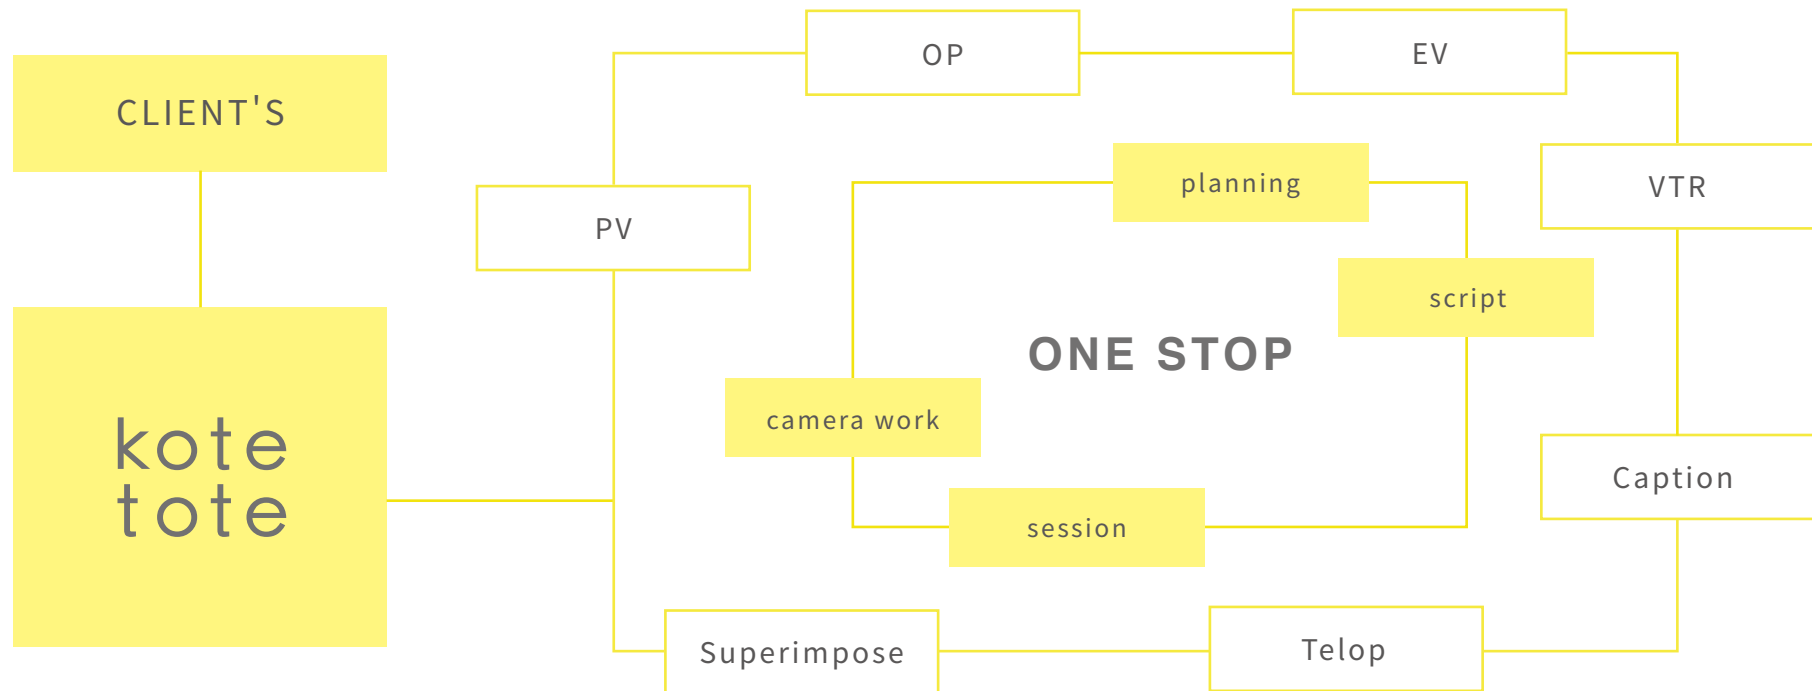 CLIENT'S
kote
tote
PV
OP
EV
VTR
Caption
Telop
Superimpose
planning
script
ONE STOP
camera work
session